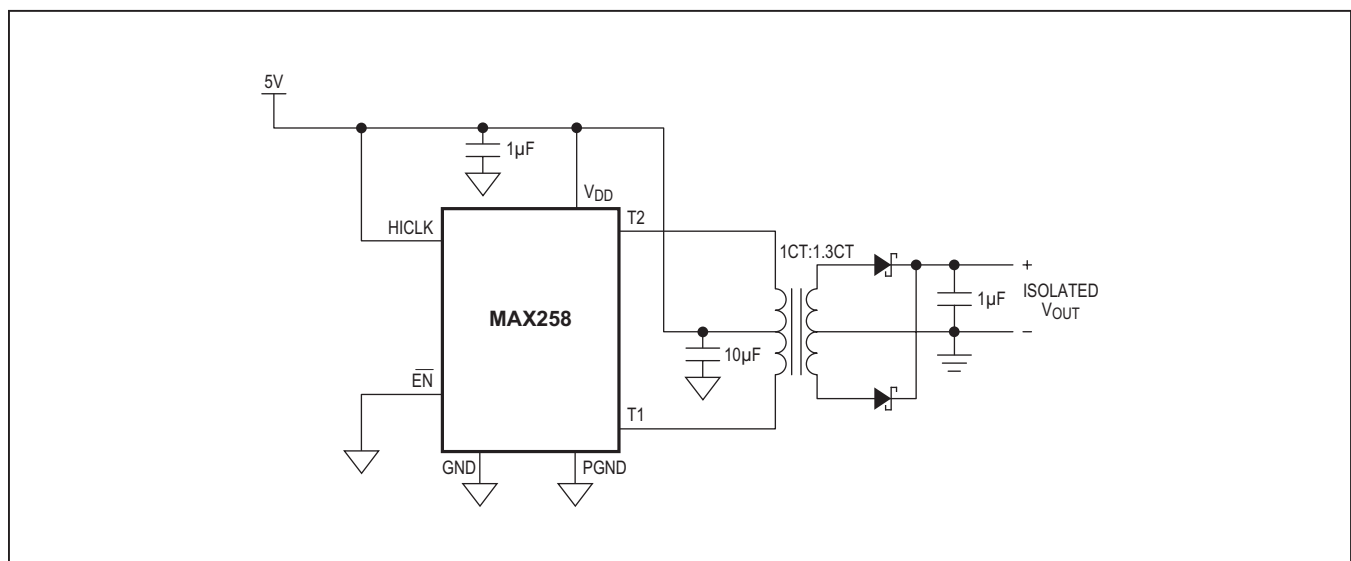 5V
1µF
VDD
HICLK
T2
1CT:1.3CT
+
1µF
ISOLATED
VOUT
MAX258
−
10µF
EN
T1
GND
PGND